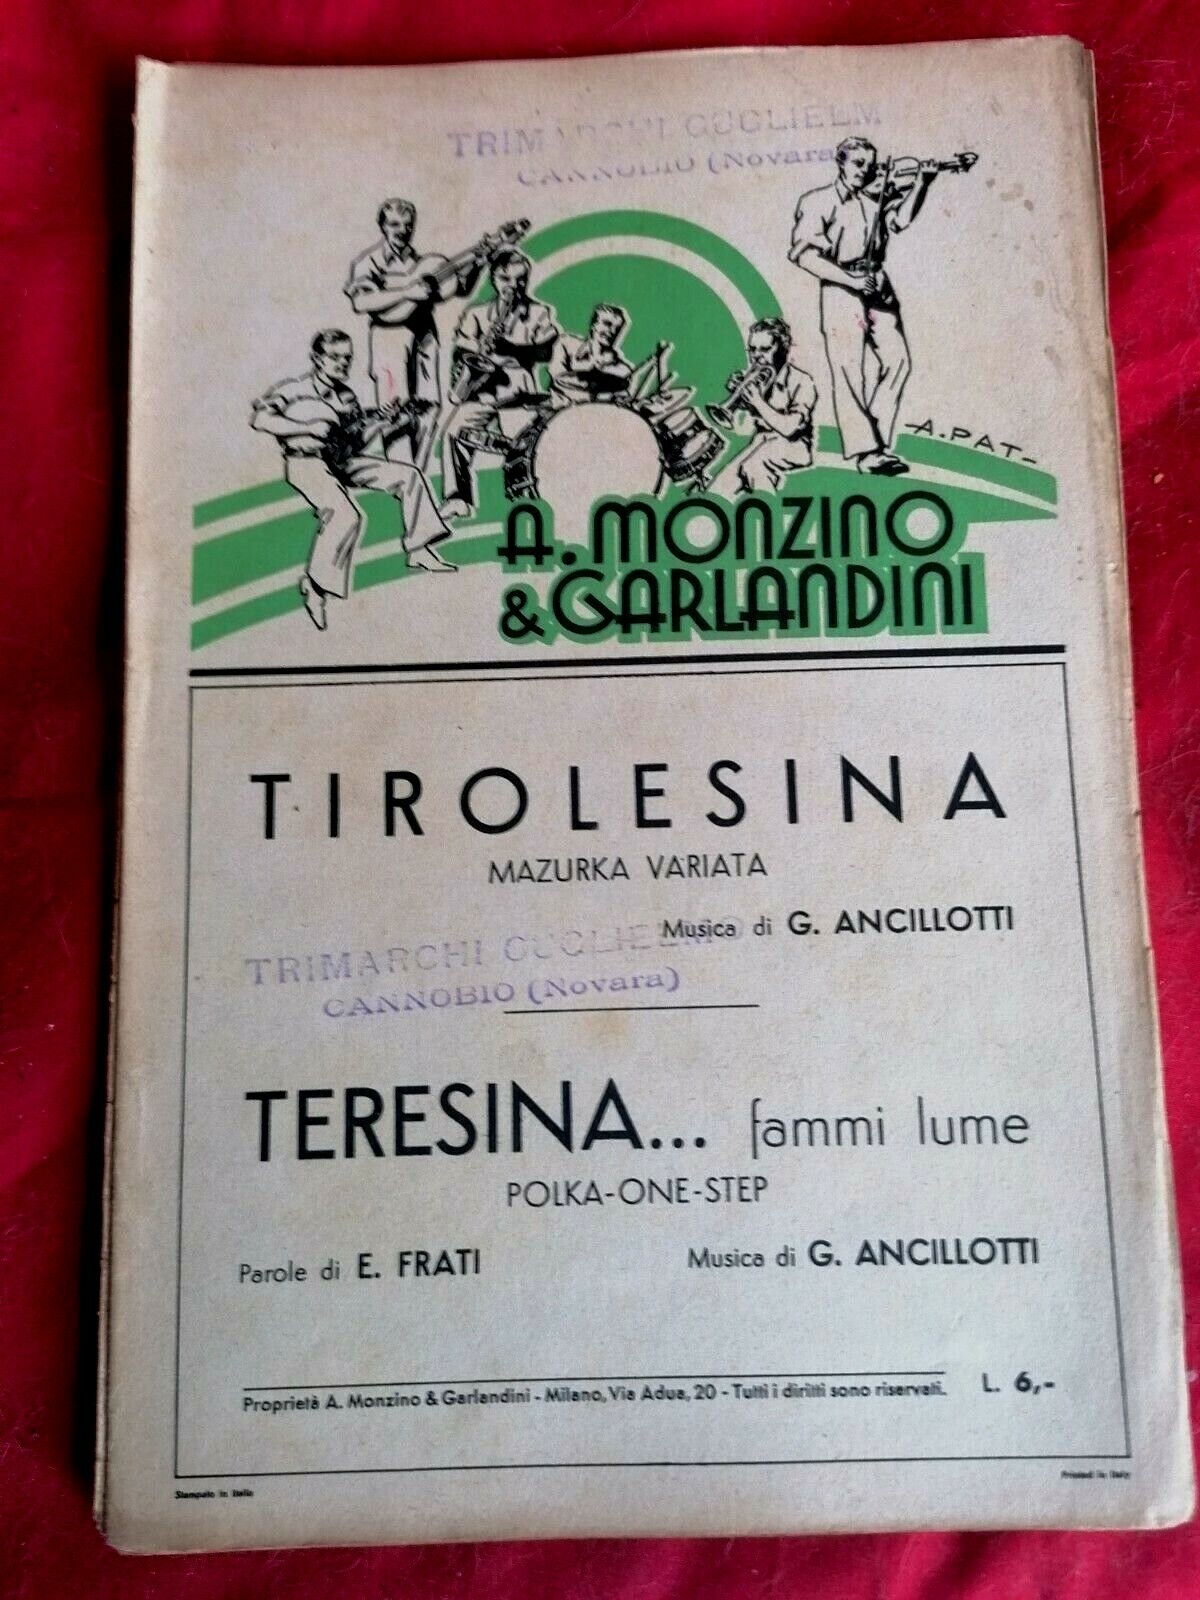 TRIMARCHI GUGLIELM
CANNOBIO (Novara)
A. PAT
A. MONZINO
& GARLANDINI
TIROLESINA
MAZURKA VARIATA
Musica di G. ANCILLOTTI
TRIMARCHI GUGLIELMO
CANNOBIO (Novara)
TERESINA... fammi lume
POLKA-ONE-STEP
Parole di E. FRATI Musica di G. ANCILLOTTI
Proprietà A. Monzino & Garlandini - Milano, Via Adua, 20 - Tutti i diritti sono riservati. L. 6,-
Stampato in Italia Printed in Italy